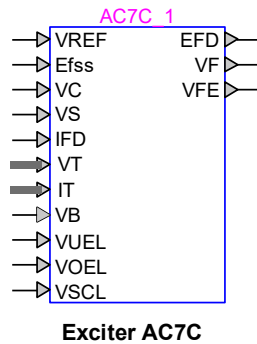 AC7C_1
VREF EFD
Efss VF
VC VFE
VS
IFD
VT
IT
VB
VUEL
VOEL
VSCL
Exciter AC7C